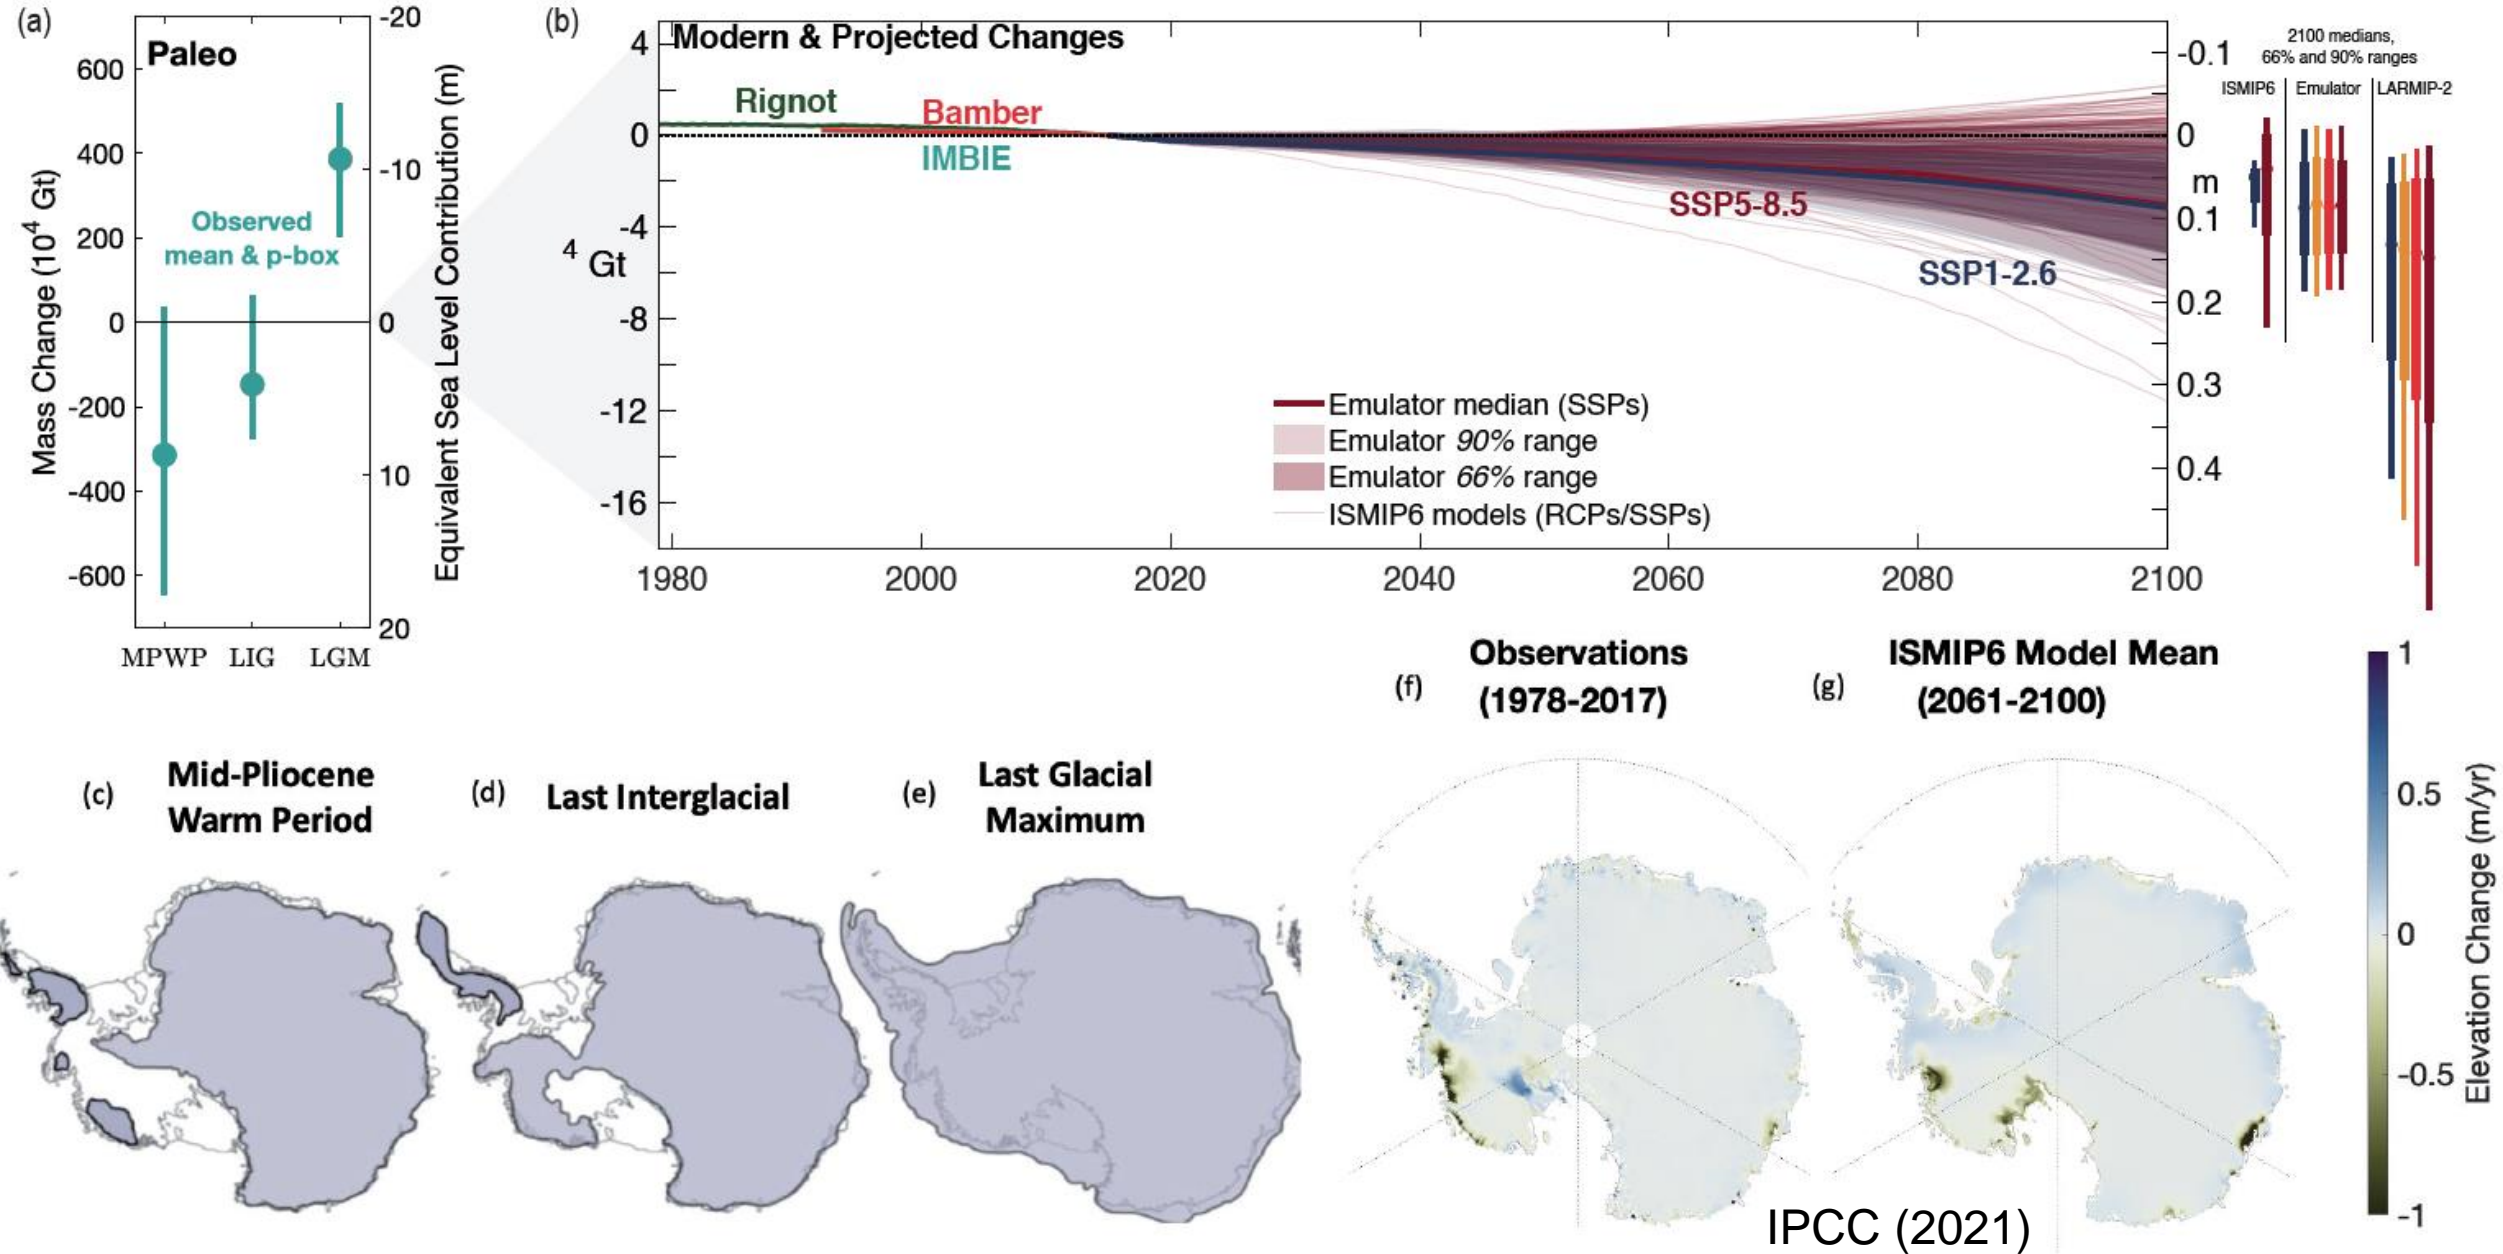 (a)
Paleo
600
400
200
0
-200
-400
-600
Mass Change (10⁴ Gt)
Observed
mean & p-box
-20
-10
0
10
20
Equivalent Sea Level Contribution (m)
MPWP LIG LGM
(b)
Modern & Projected Changes
4
0
-4
⁴ Gt
-8
-12
-16
Rignot
Bamber
IMBIE
SSP5-8.5
SSP1-2.6
Emulator median (SSPs)
Emulator 90% range
Emulator 66% range
ISMIP6 models (RCPs/SSPs)
1980 2000 2020 2040 2060 2080 2100
-0.1
0
m
0.1
0.2
0.3
0.4
2100 medians,
66% and 90% ranges
ISMIP6 Emulator LARMIP-2
(c)
Mid-Pliocene
Warm Period
(d)
Last Interglacial
(e)
Last Glacial
Maximum
(f)
Observations
(1978-2017)
(g)
ISMIP6 Model Mean
(2061-2100)
1
0.5
0
-0.5
-1
Elevation Change (m/yr)
IPCC (2021)